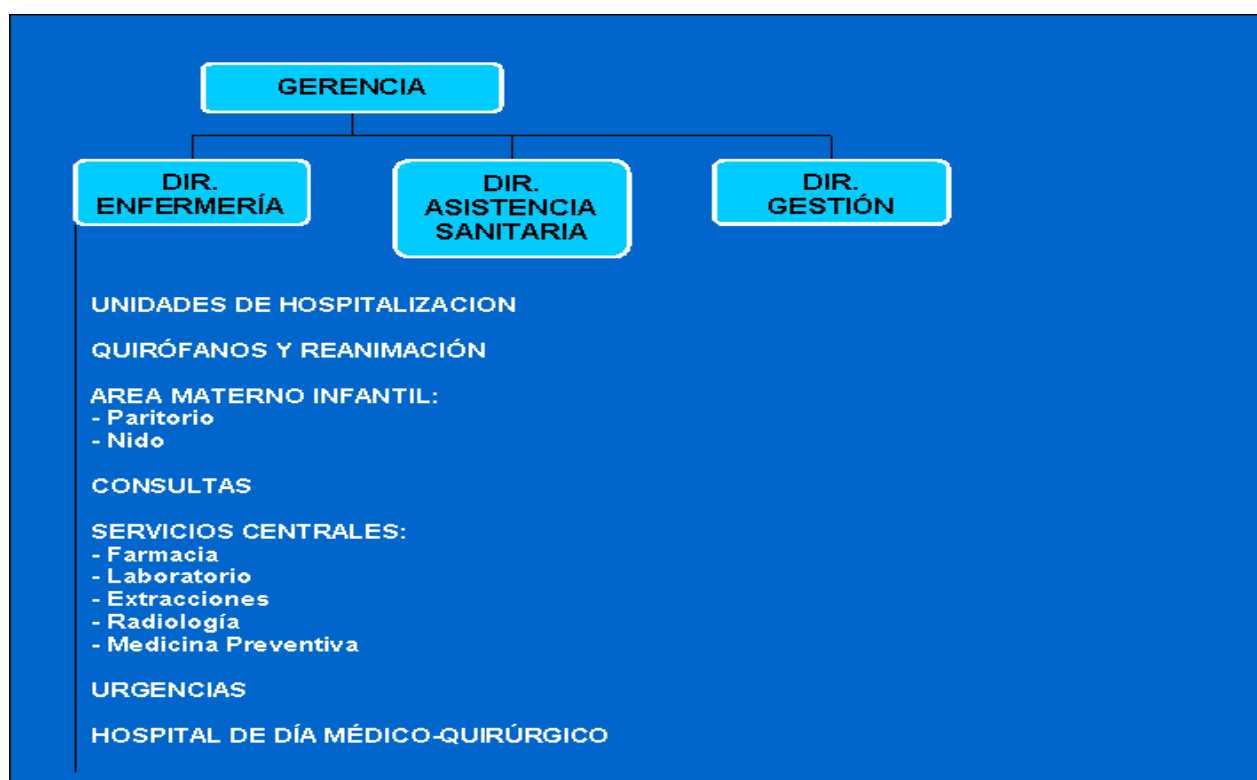 GERENCIA
DIR.
ENFERMERÍA
DIR.
ASISTENCIA
SANITARIA
DIR.
GESTIÓN
UNIDADES DE HOSPITALIZACION
QUIRÓFANOS Y REANIMACIÓN
AREA MATERNO INFANTIL:
- Paritorio
- Nido
CONSULTAS
SERVICIOS CENTRALES:
- Farmacia
- Laboratorio
- Extracciones
- Radiología
- Medicina Preventiva
URGENCIAS
HOSPITAL DE DÍA MÉDICO-QUIRÚRGICO